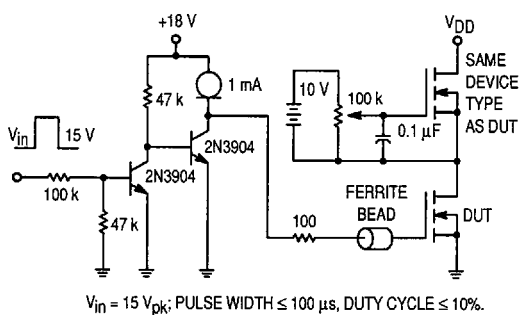 +18 V
V_DD
SAME
DEVICE
TYPE
AS DUT
1 mA
47 k
10 V
100 k
0.1 µF
V_in
15 V
2N3904
2N3904
100 k
47 k
FERRITE
BEAD
100
DUT
V_in = 15 V_pk; PULSE WIDTH ≤ 100 µs, DUTY CYCLE ≤ 10%.